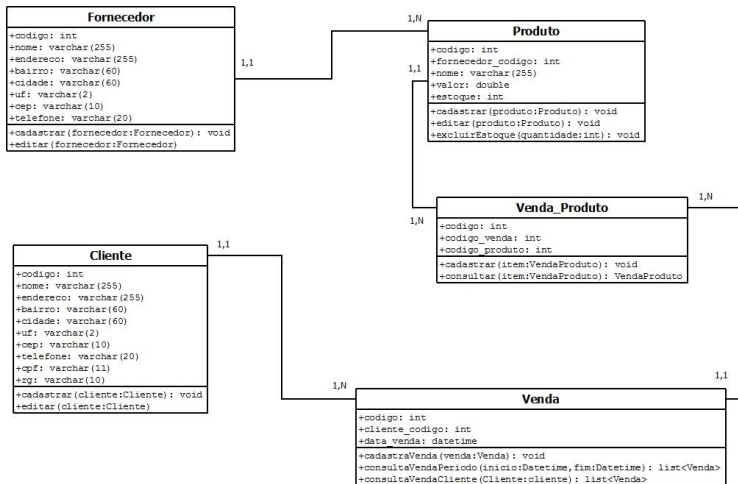 Fornecedor
+codigo: int
+nome: varchar(255)
+endereco: varchar(255)
+bairro: varchar(60)
+cidade: varchar(60)
+uf: varchar(2)
+cep: varchar(10)
+telefone: varchar(20)
+cadastrar(fornecedor:Fornecedor): void
+editar(fornecedor:Fornecedor)
1,1
1,N
Produto
+codigo: int
+fornecedor_codigo: int
+nome: varchar(255)
+valor: double
+estoque: int
+cadastrar(produto:Produto): void
+editar(produto:Produto): void
+excluirEstoque(quantidade:int): void
1,1
1,N
Venda_Produto
+codigo: int
+codigo_venda: int
+codigo_produto: int
+cadastrar(item:VendaProduto): void
+consultar(item:VendaProduto): VendaProduto
1,N
Cliente
+codigo: int
+nome: varchar(255)
+endereco: varchar(255)
+bairro: varchar(60)
+cidade: varchar(60)
+uf: varchar(2)
+cep: varchar(10)
+telefone: varchar(20)
+cpf: varchar(11)
+rg: varchar(10)
+cadastrar(cliente:Cliente): void
+editar(cliente:Cliente)
1,1
1,N
1,1
Venda
+codigo: int
+cliente_codigo: int
+data_venda: datetime
+cadastraVenda(venda:Venda): void
+consultaVendaPeriodo(inicio:Datetime,fim:Datetime): list<Venda>
+consultaVendaCliente(Cliente:cliente): list<Venda>